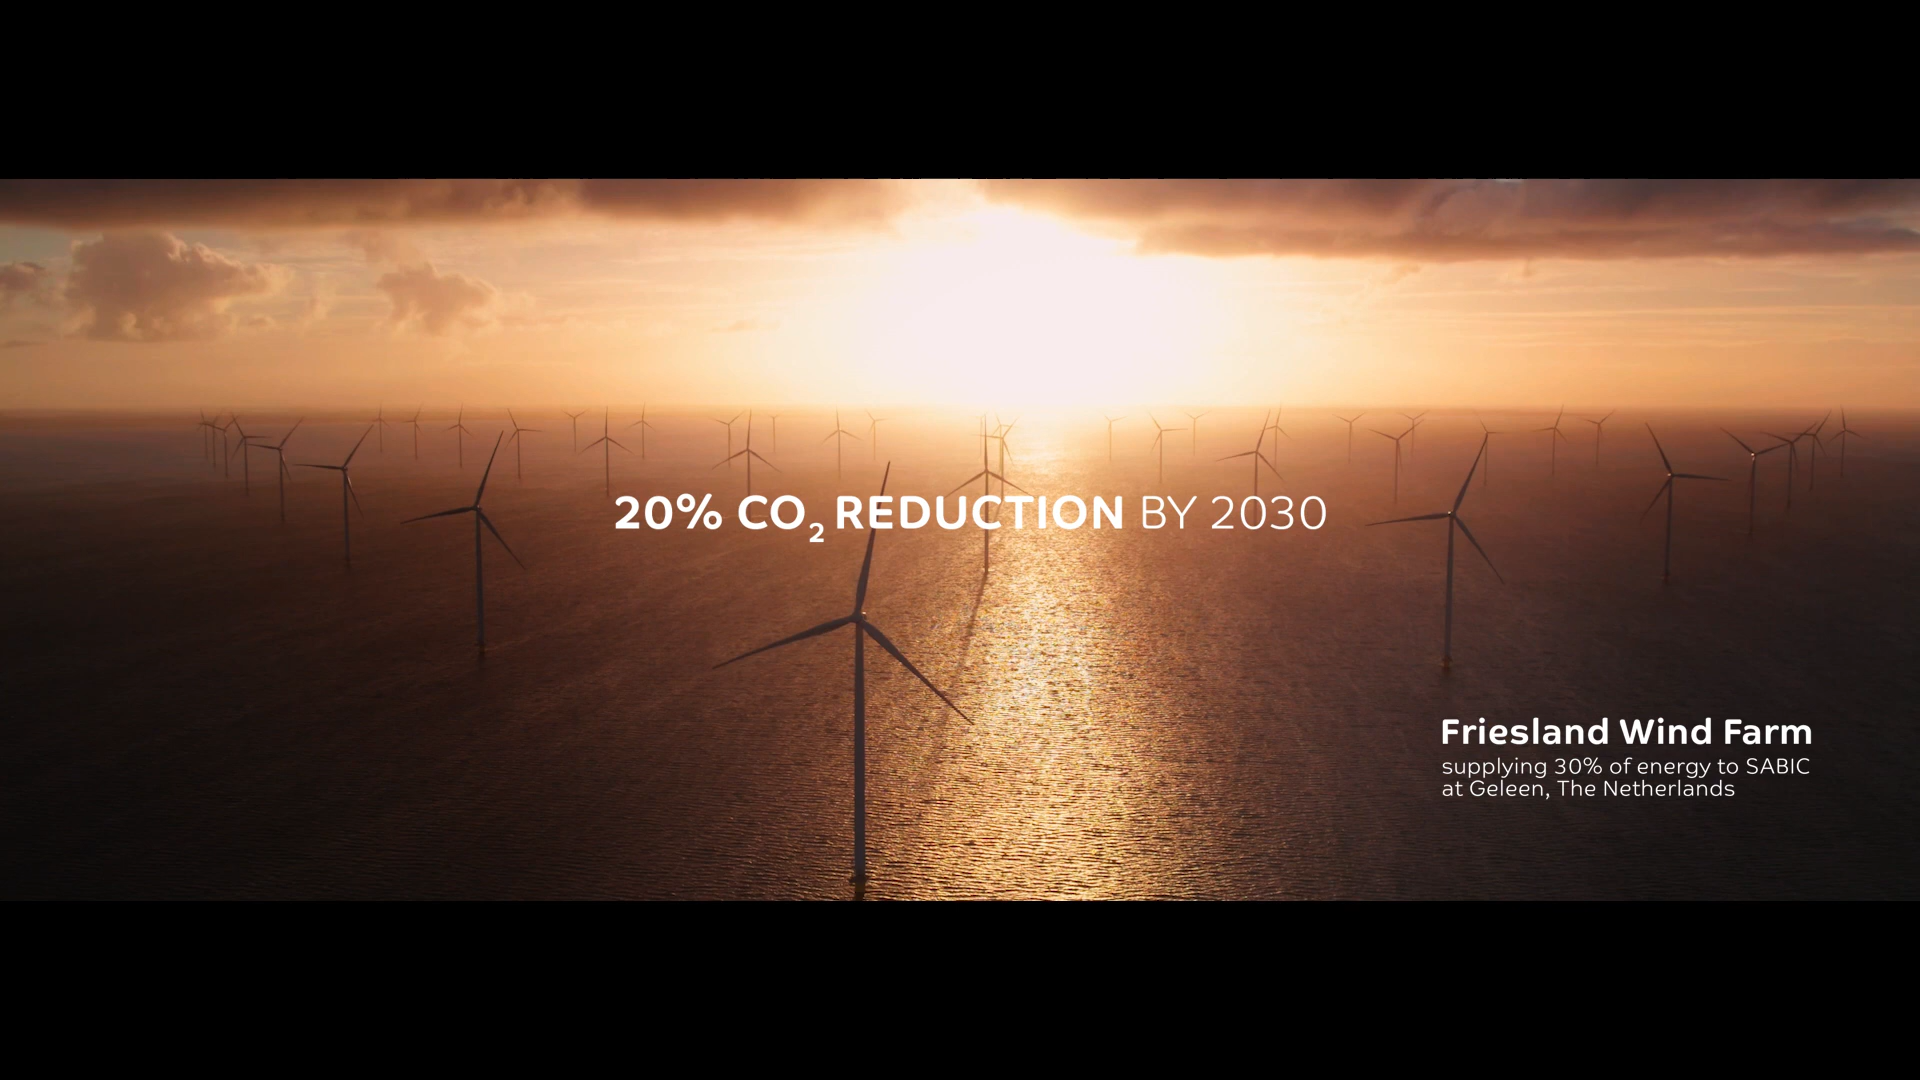 20% CO₂ REDUCTION BY 2030
Friesland Wind Farm
supplying 30% of energy to SABIC
at Geleen, The Netherlands